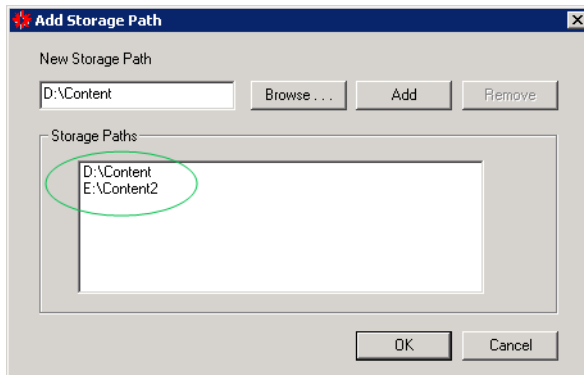 Add Storage Path
New Storage Path
D:\Content
Browse . . .
Add
Remove
Storage Paths
D:\Content
E:\Content2
OK
Cancel